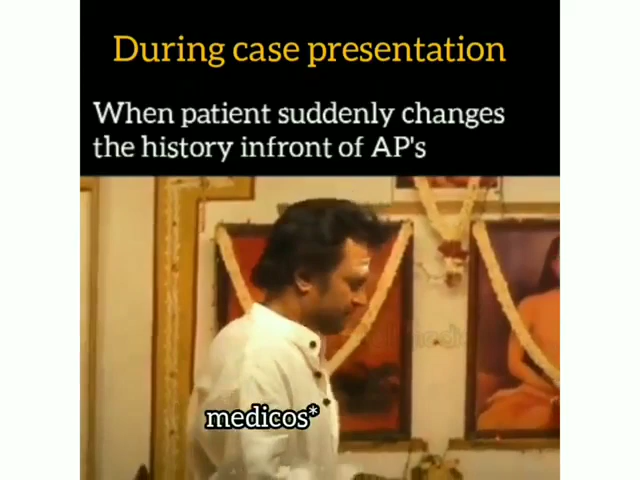 During case presentation
When patient suddenly changes
the history infront of AP's
medicos*